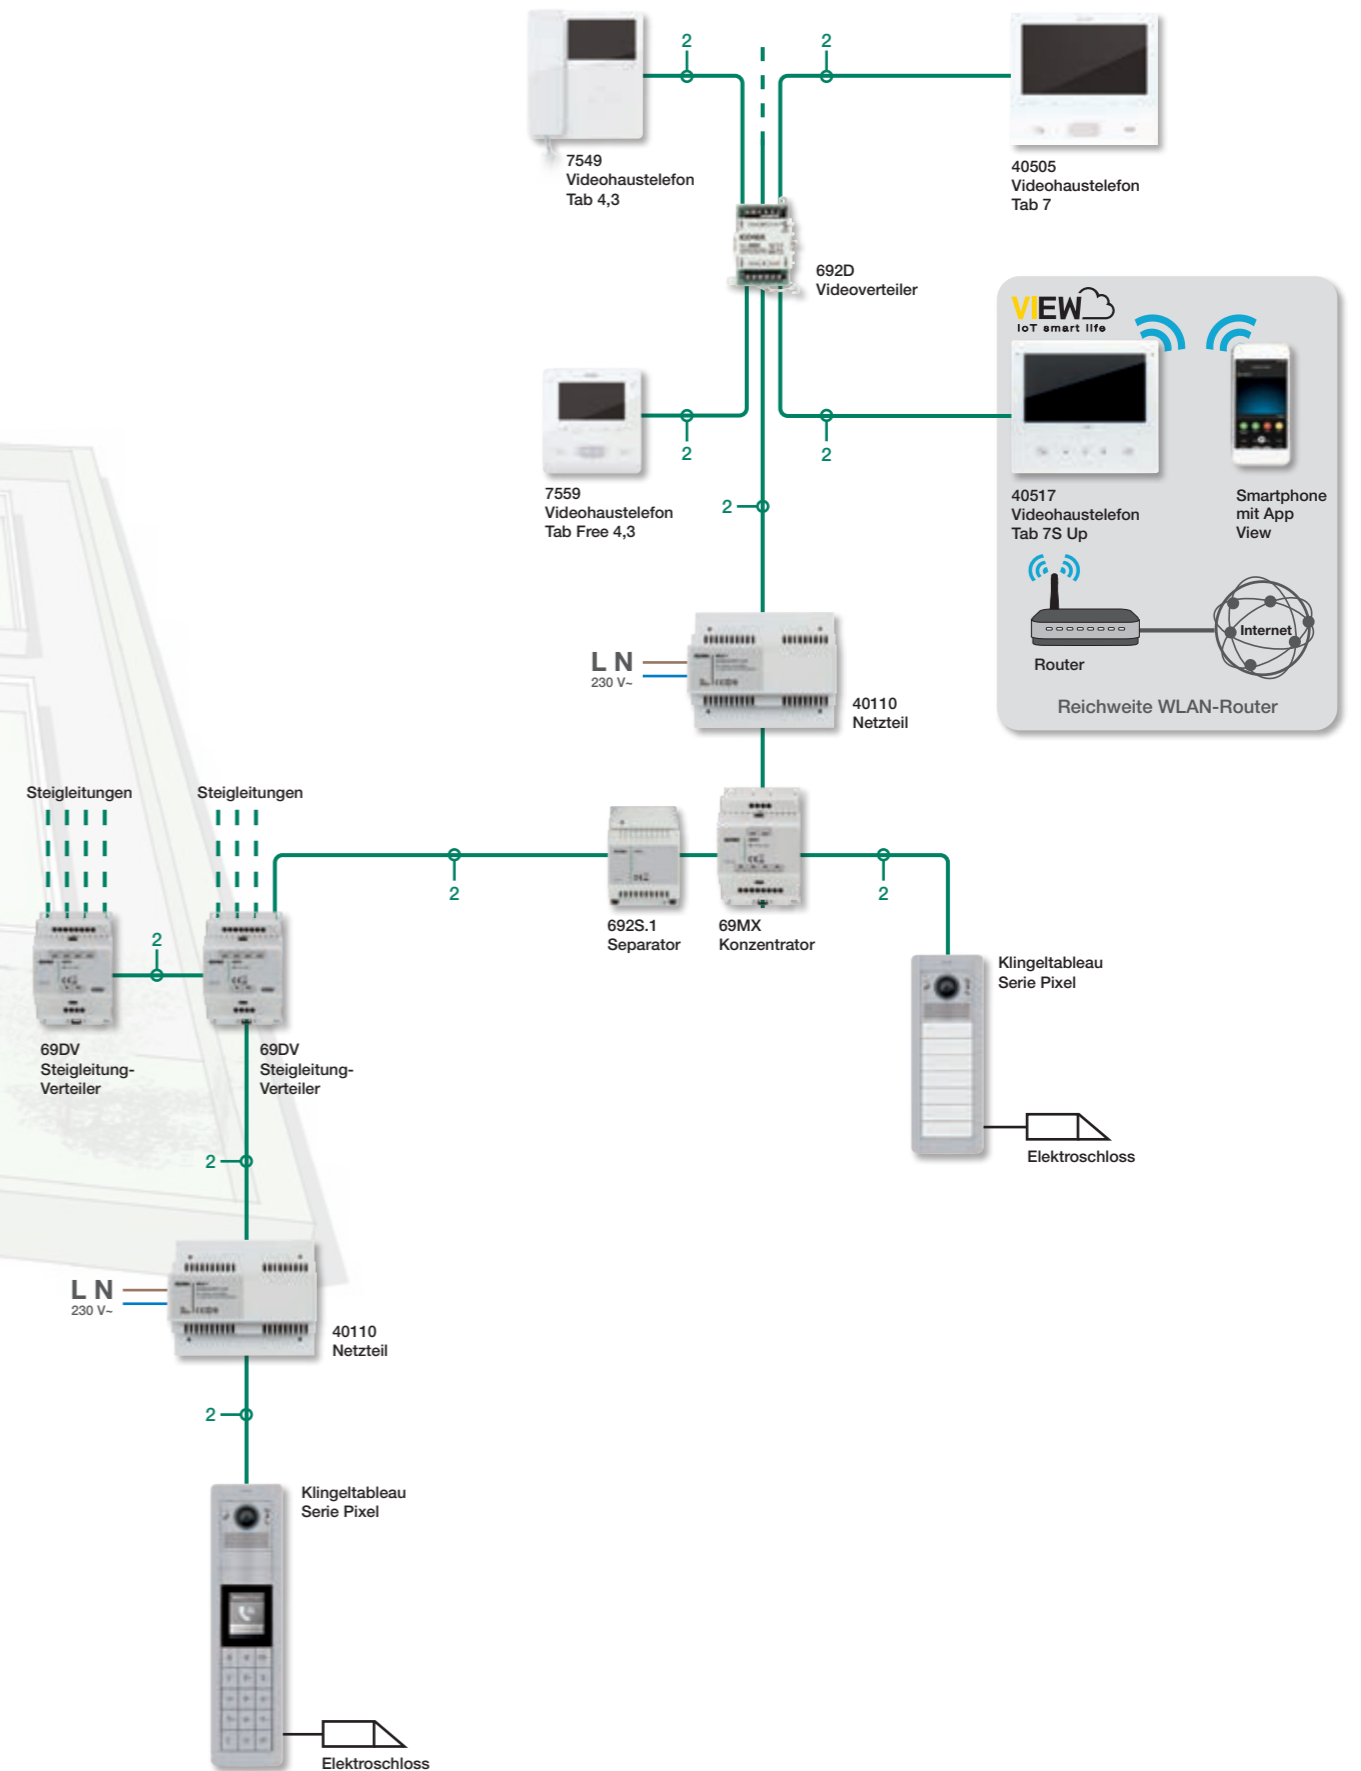 2
2
7549
Videohaustelefon
Tab 4,3
40505
Videohaustelefon
Tab 7
692D
Videoverteiler
VIEW
IoT smart life
2
2
7559
Videohaustelefon
Tab Free 4,3
2
40517
Videohaustelefon
Tab 7S Up
Smartphone
mit App
View
Internet
Router
Reichweite WLAN-Router
L N
230 V~
40110
Netzteil
Steigleitungen
Steigleitungen
2
2
2
692S.1
Separator
69MX
Konzentrator
69DV
Steigleitung-
Verteiler
69DV
Steigleitung-
Verteiler
Klingeltableau
Serie Pixel
Elektroschloss
2
L N
230 V~
40110
Netzteil
2
Klingeltableau
Serie Pixel
Elektroschloss